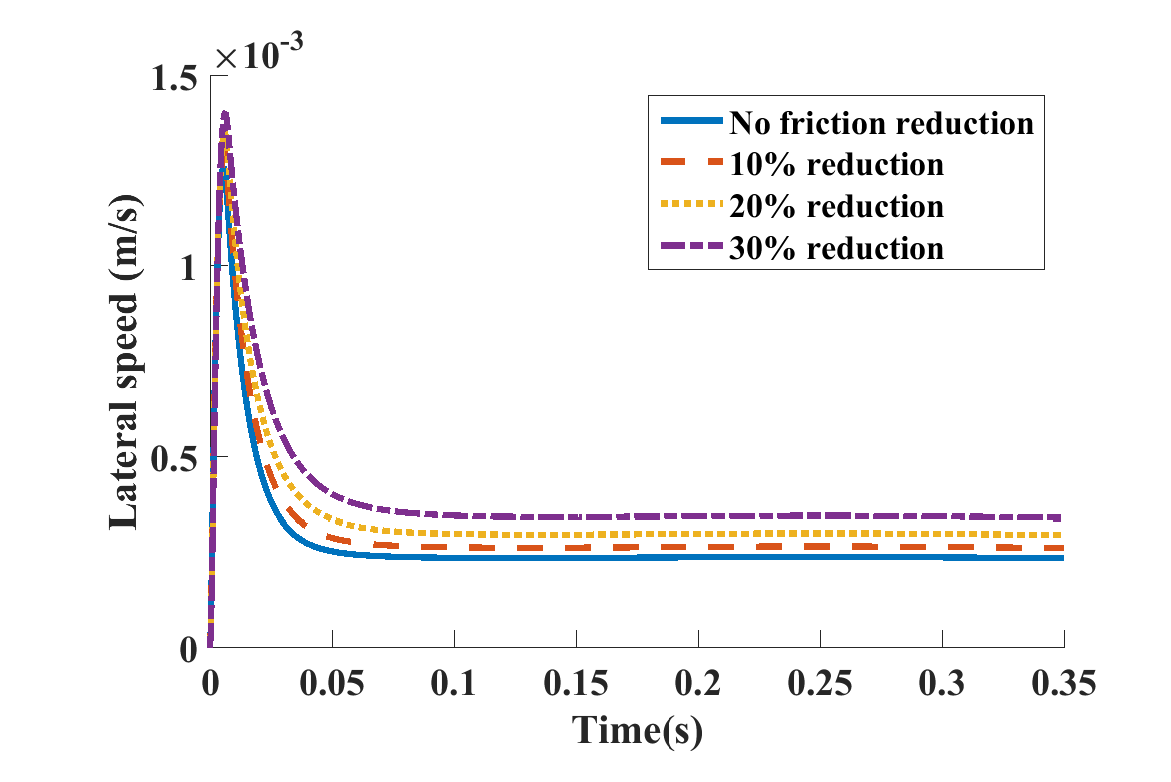 ×10-3
1.5
1
0.5
0
Lateral speed (m/s)
No friction reduction
10% reduction
20% reduction
30% reduction
0 0.05 0.1 0.15 0.2 0.25 0.3 0.35
Time(s)